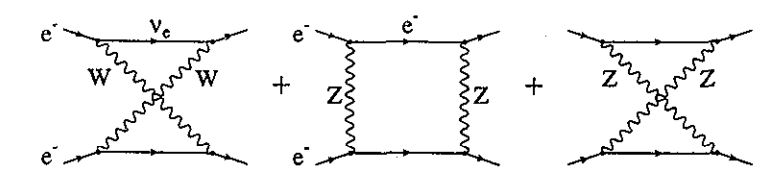 e⁻ νₑ e⁻ e⁻
W W + Z Z + Z Z
e⁻ e⁻